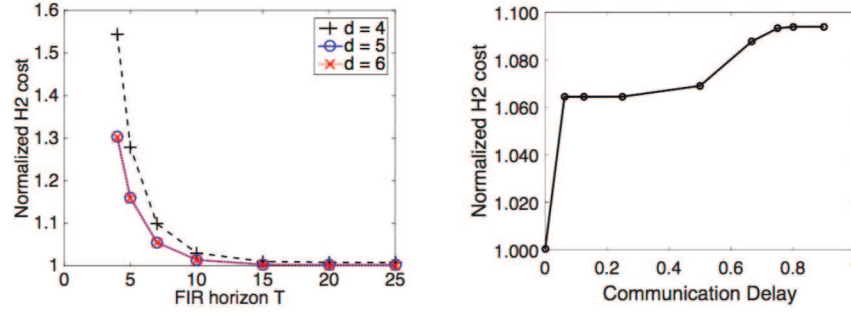 Normalized H2 cost
1.6
1.5
1.4
1.3
1.2
1.1
1
0 5 10 15 20 25
FIR horizon T
d = 4
d = 5
d = 6
Normalized H2 cost
1.100
1.080
1.060
1.040
1.020
1.000
0 0.2 0.4 0.6 0.8
Communication Delay